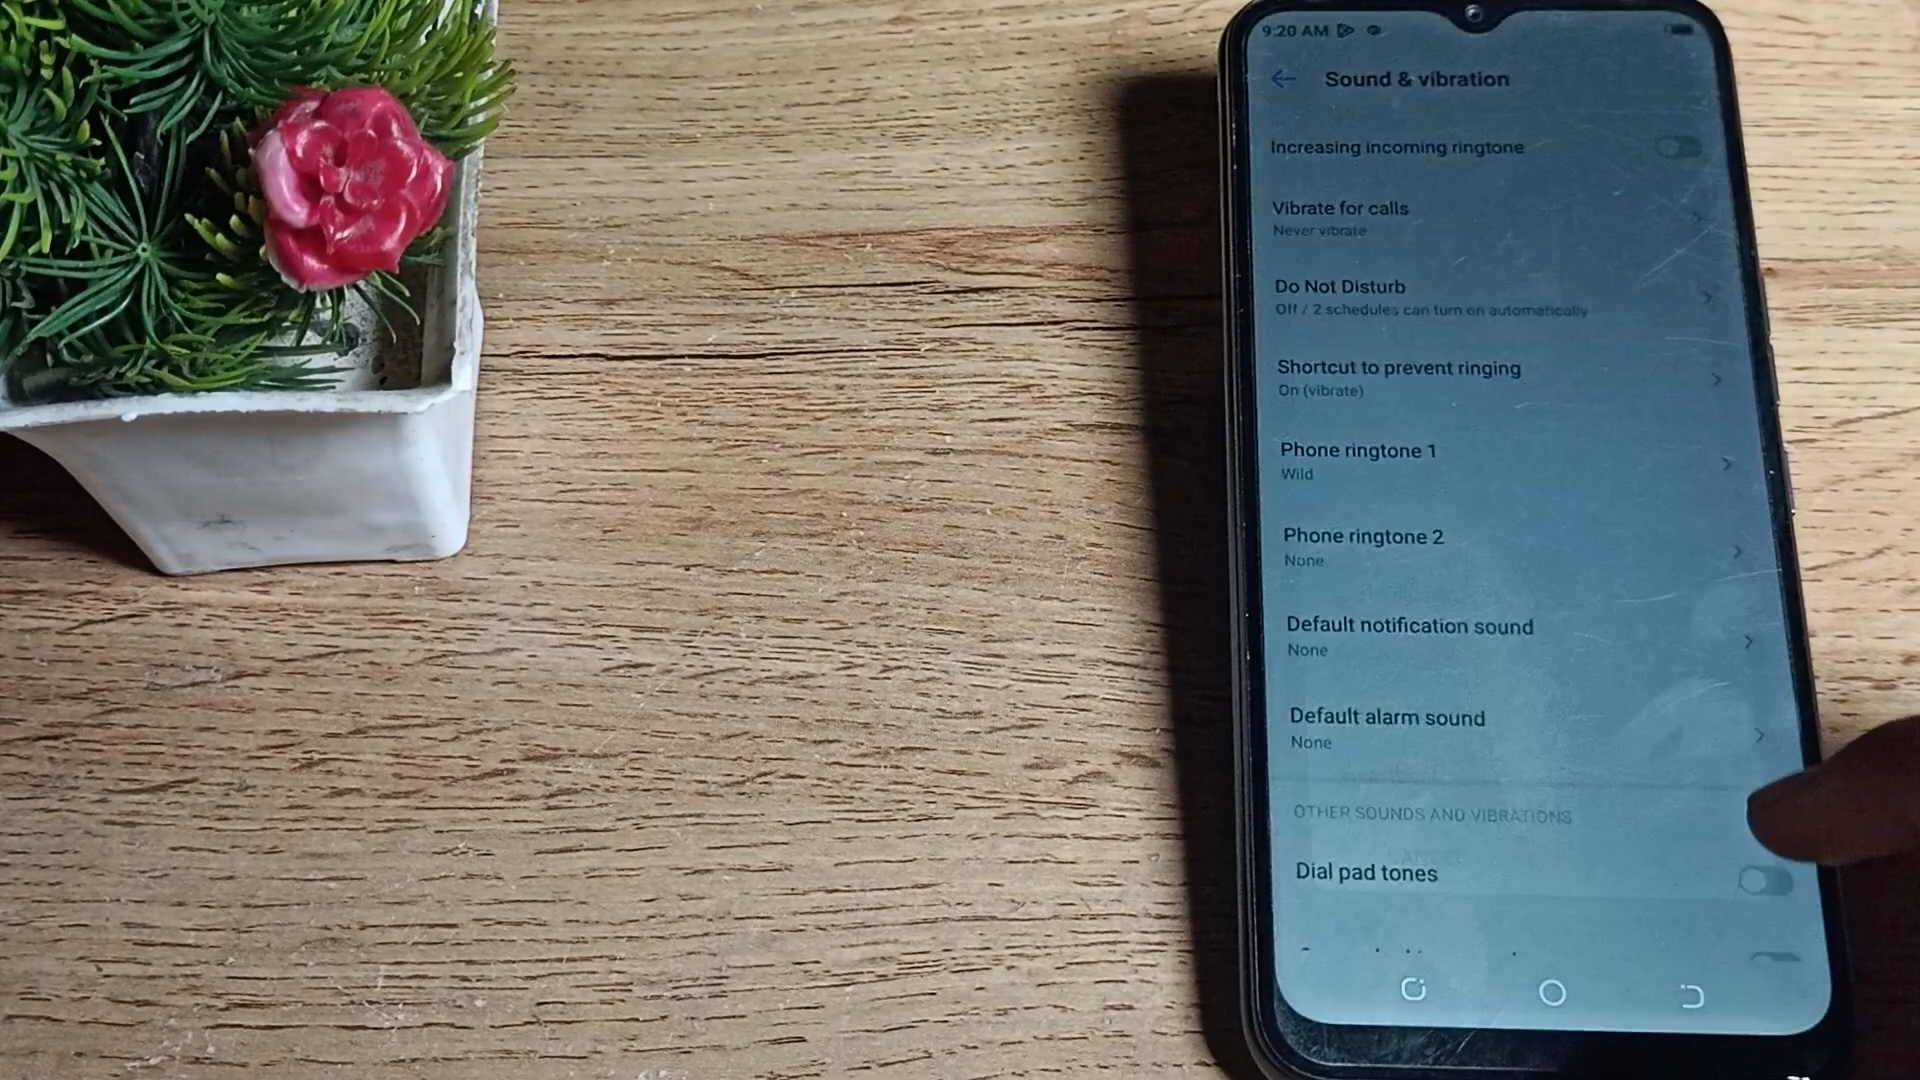 9:20 AM
Sound & vibration
Increasing incoming ringtone
Vibrate for calls
Never vibrate
Do Not Disturb
Off / 2 schedules can turn on automatically
Shortcut to prevent ringing
On (vibrate)
Phone ringtone 1
Wild
Phone ringtone 2
None
Default notification sound
None
Default alarm sound
None
OTHER SOUNDS AND VIBRATIONS
CANCEL
Dial pad tones